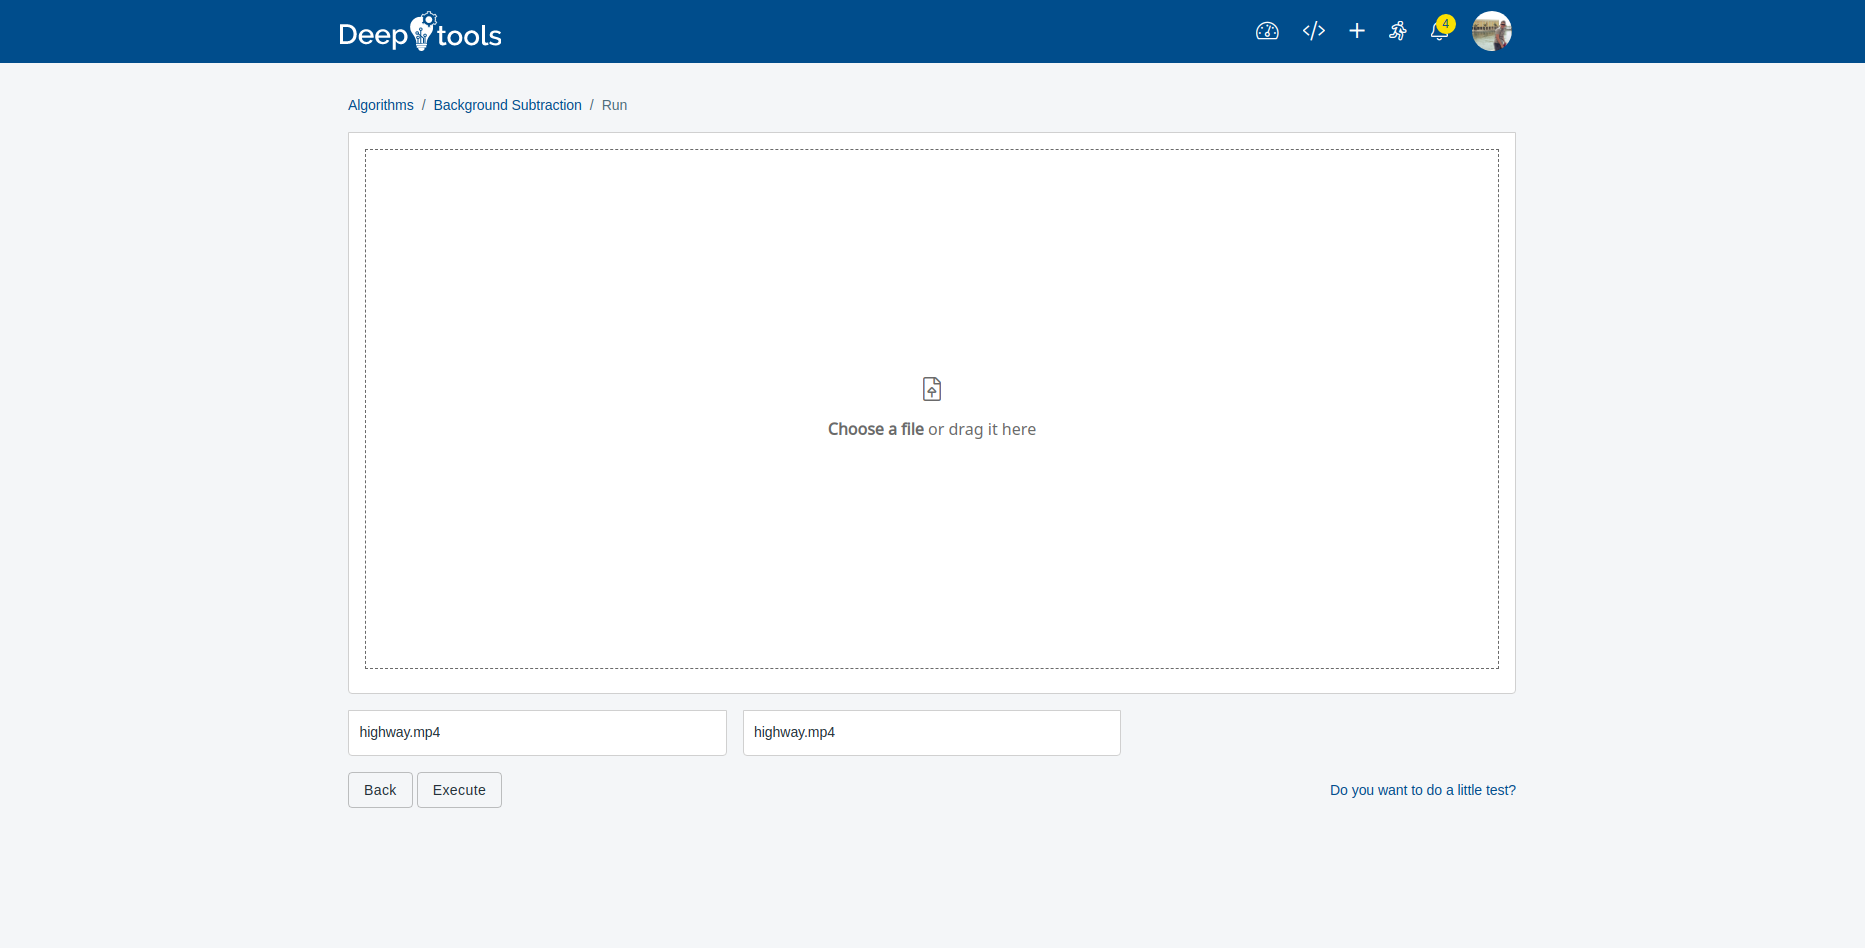 Deep tools
4
Algorithms / Background Subtraction / Run
Choose a file or drag it here
highway.mp4 highway.mp4
Back Execute Do you want to do a little test?